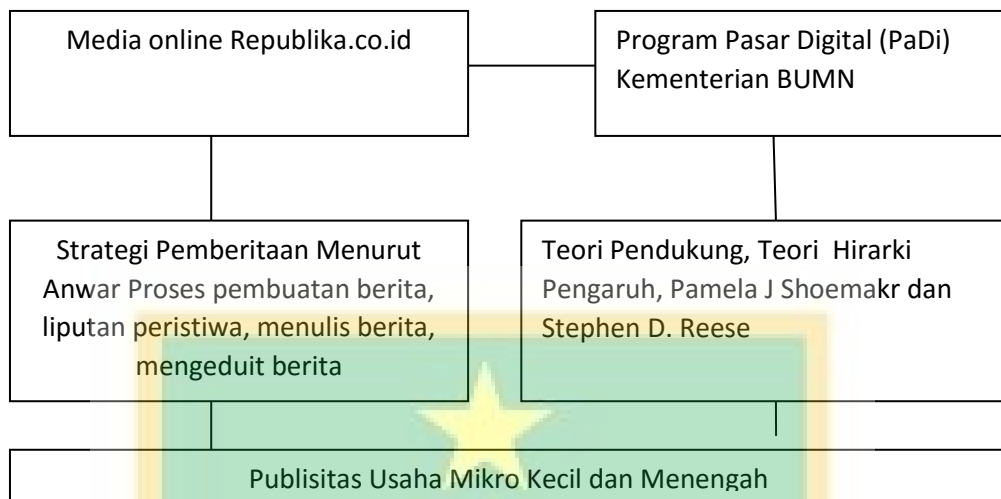 Media online Republika.co.id
Program Pasar Digital (PaDi)
Kementerian BUMN
Strategi Pemberitaan Menurut
Anwar Proses pembuatan berita,
liputan peristiwa, menulis berita,
mengeduit berita
Teori Pendukung, Teori Hirarki
Pengaruh, Pamela J Shoemakr dan
Stephen D. Reese
Publisitas Usaha Mikro Kecil dan Menengah